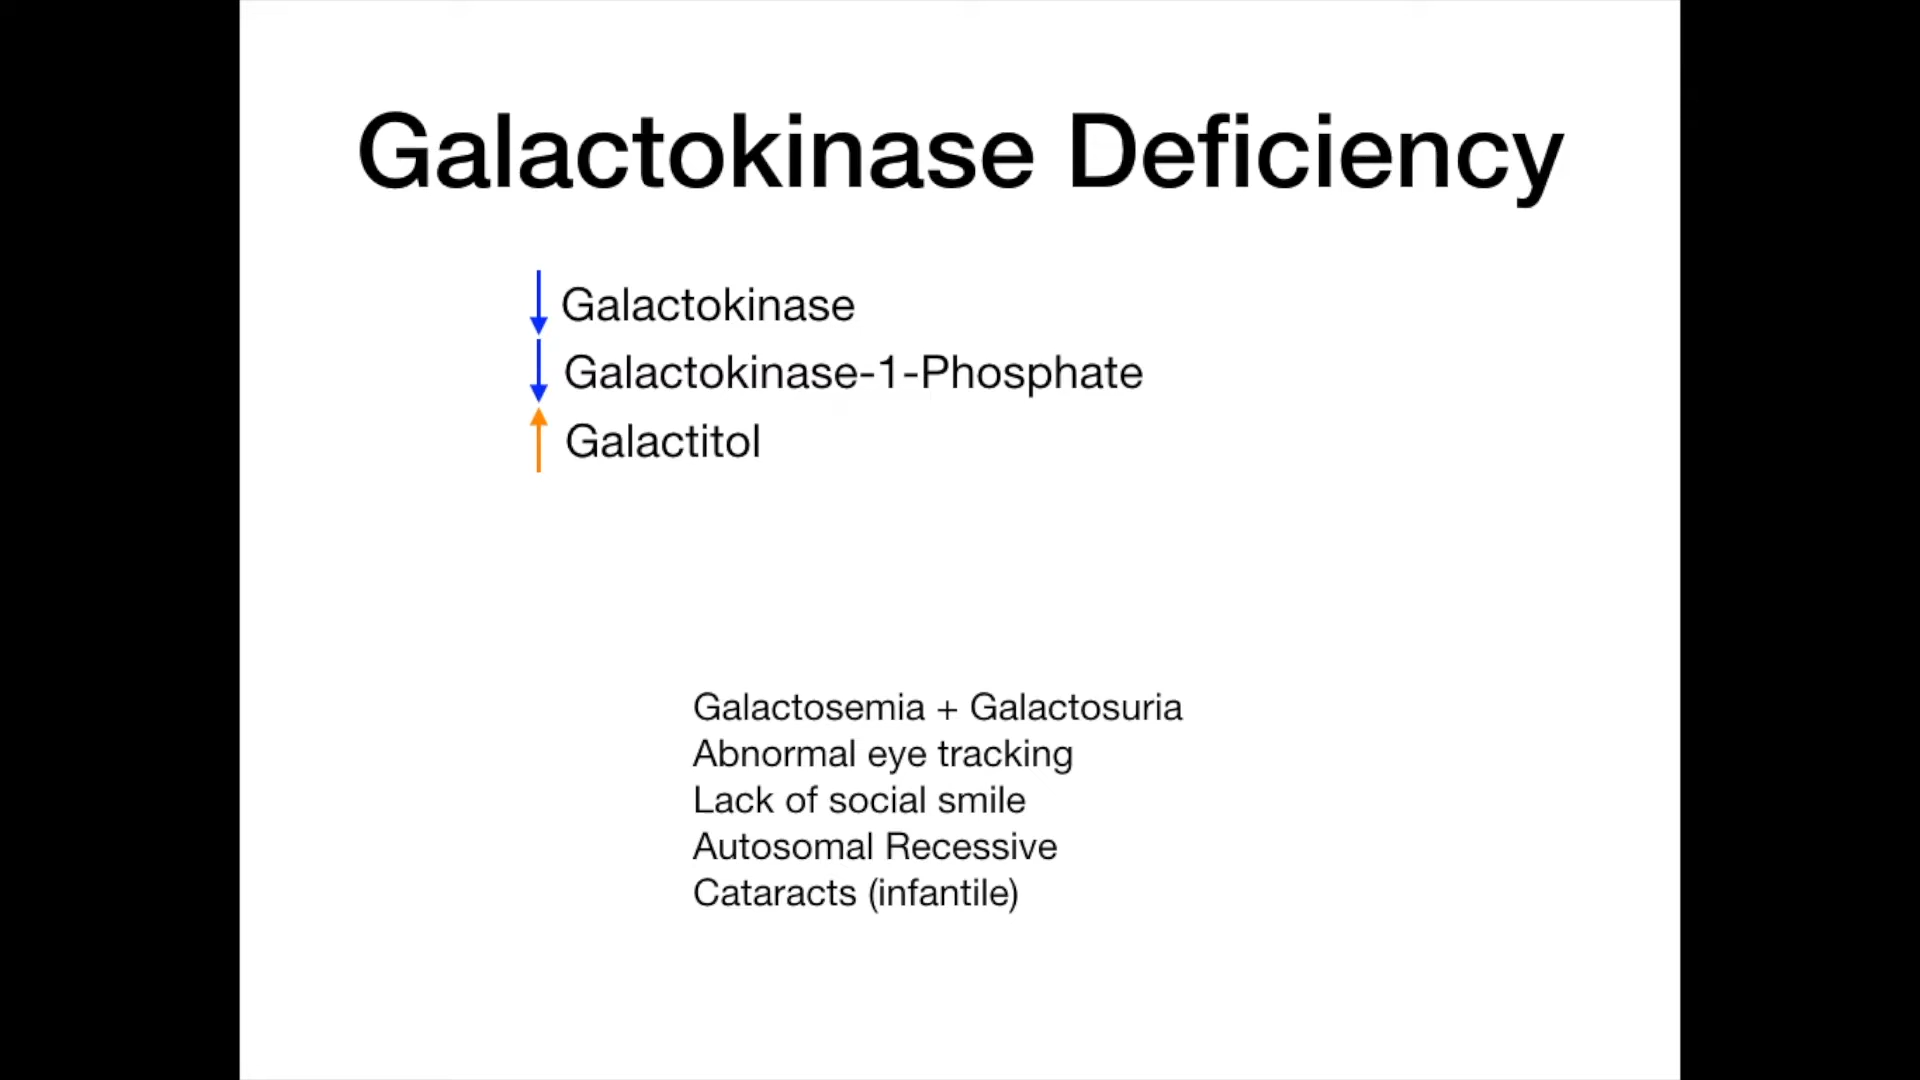 Galactokinase Deficiency
Galactokinase
Galactokinase-1-Phosphate
Galactitol
Galactosemia + Galactosuria
Abnormal eye tracking
Lack of social smile
Autosomal Recessive
Cataracts (infantile)